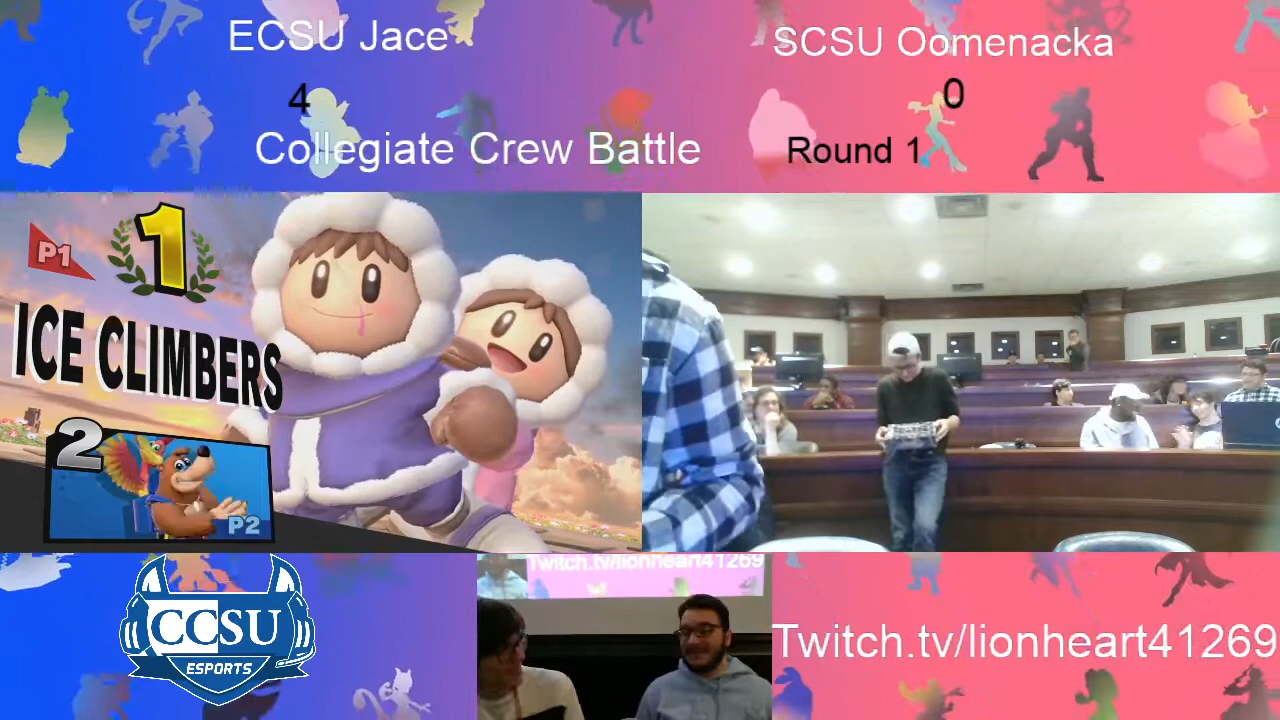 ECSU Jace
SCSU Oomenacka
4
0
Collegiate Crew Battle
Round 1
P1
1
ICE CLIMBERS
2
P2
CCSU
ESPORTS
Twitch.tv/lionheart41269
Twitch.tv/lionheart41269